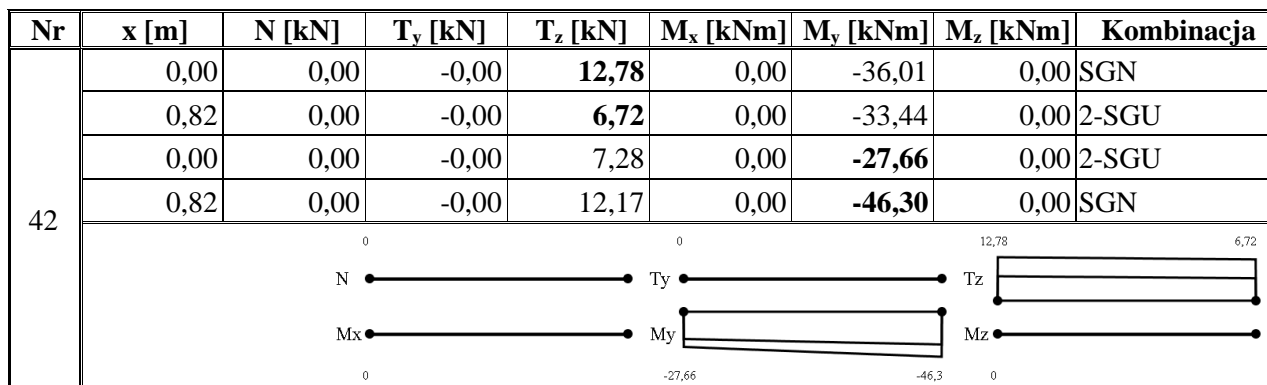 Nr x [m] N [kN] Ty [kN] Tz [kN] Mx [kNm] My [kNm] Mz [kNm] Kombinacja
0,00 0,00 -0,00 12,78 0,00 -36,01 0,00 SGN
0,82 0,00 -0,00 6,72 0,00 -33,44 0,00 2-SGU
0,00 0,00 -0,00 7,28 0,00 -27,66 0,00 2-SGU
0,82 0,00 -0,00 12,17 0,00 -46,30 0,00 SGN
42
0 0 12,78 6,72
N Ty Tz
Mx My Mz
0 -27,66 -46,3 0